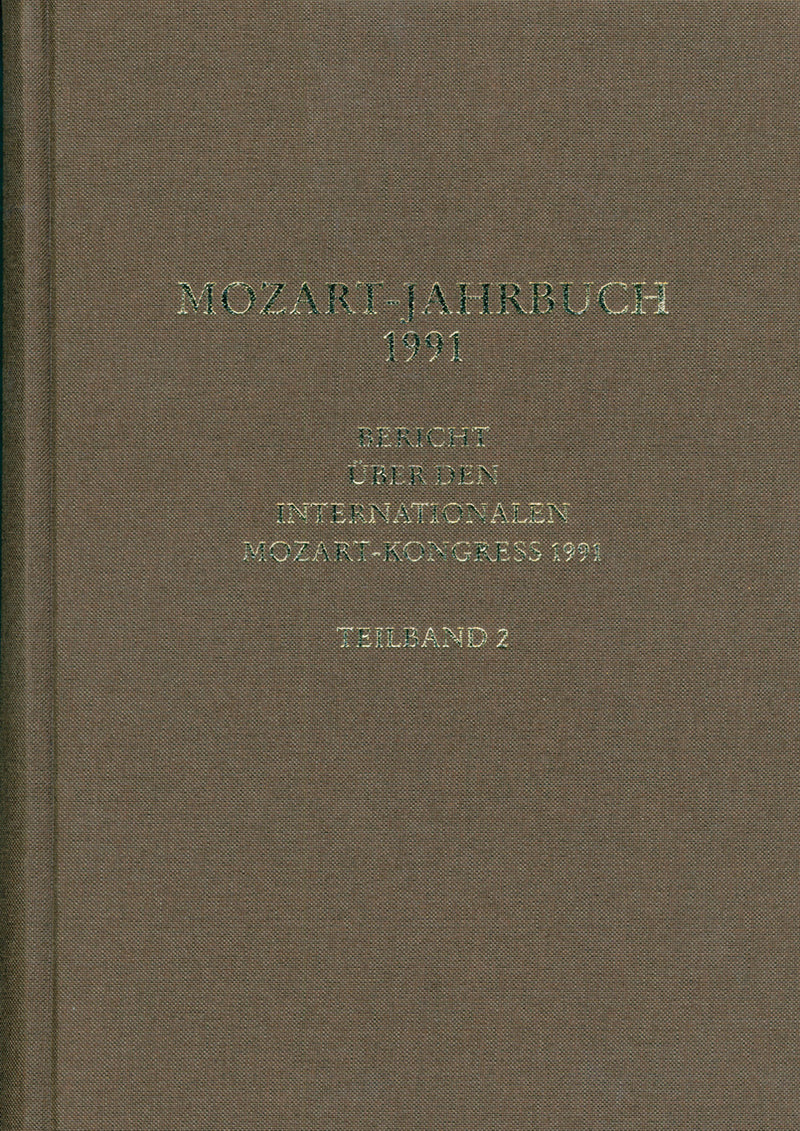 MOZART-JAHRBUCH
1991
BERICHT
ÜBER DEN
INTERNATIONALEN
MOZART-KONGRESS 1991
TEILBAND 2